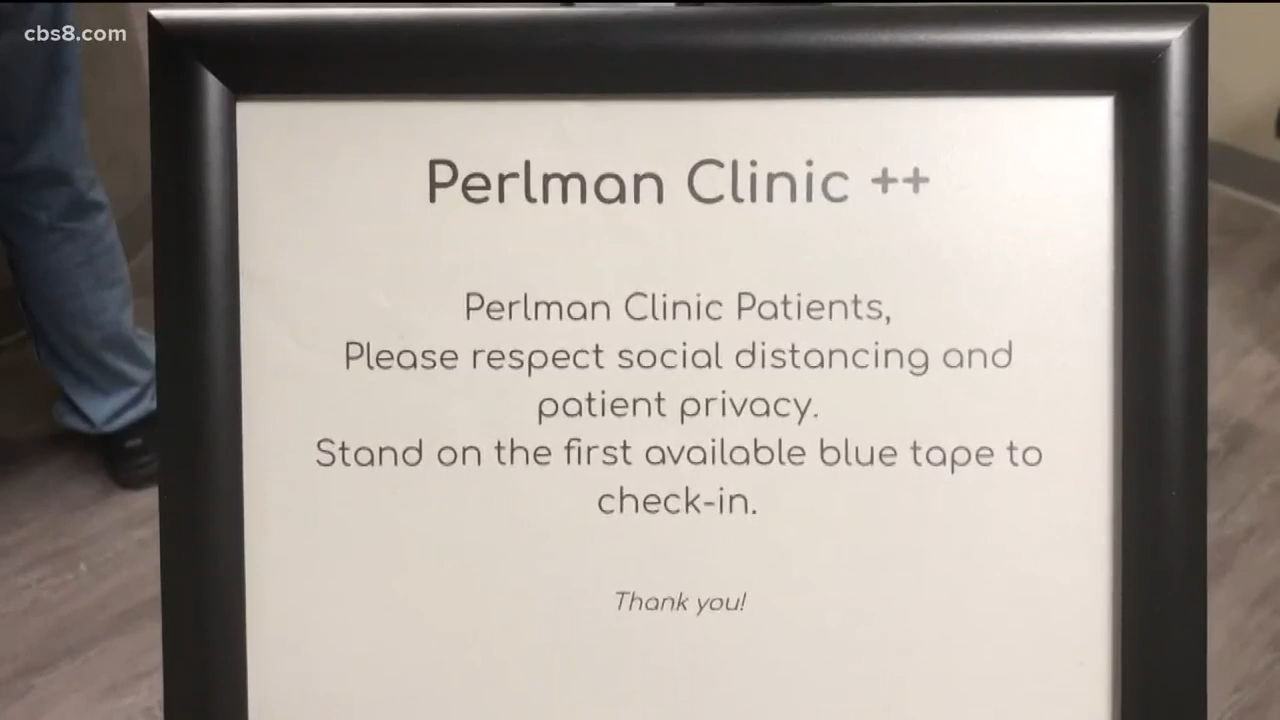 cbs8.com
Perlman Clinic ++
Perlman Clinic Patients,
Please respect social distancing and
patient privacy.
Stand on the first available blue tape to
check-in.
Thank you!